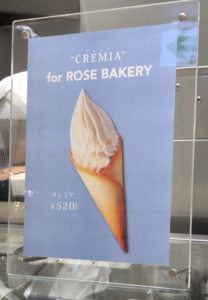 "CREMIA"
for ROSE BAKERY
クレミア
¥520